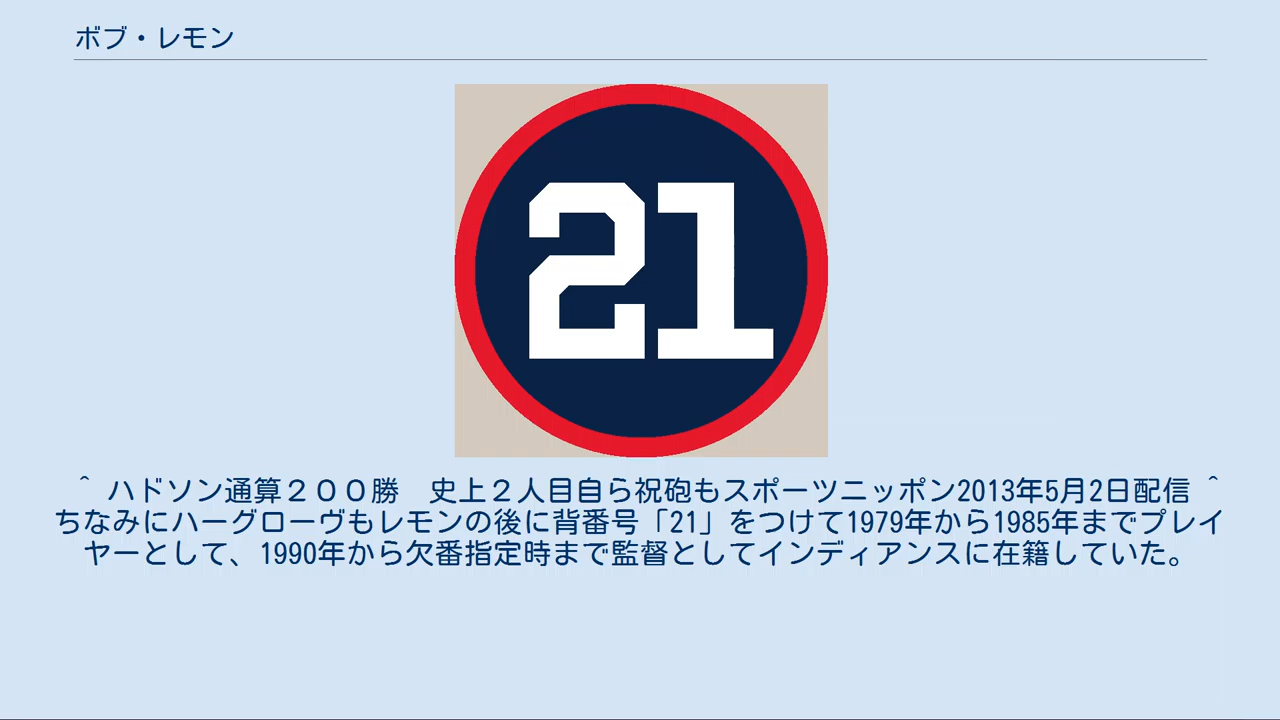 ボブ・レモン
21
^ ハドソン通算２００勝　史上２人目自ら祝砲もスポーツニッポン2013年5月2日配信 ^
ちなみにハーグローヴもレモンの後に背番号「21」をつけて1979年から1985年までプレイ
ヤーとして、1990年から欠番指定時まで監督としてインディアンスに在籍していた。